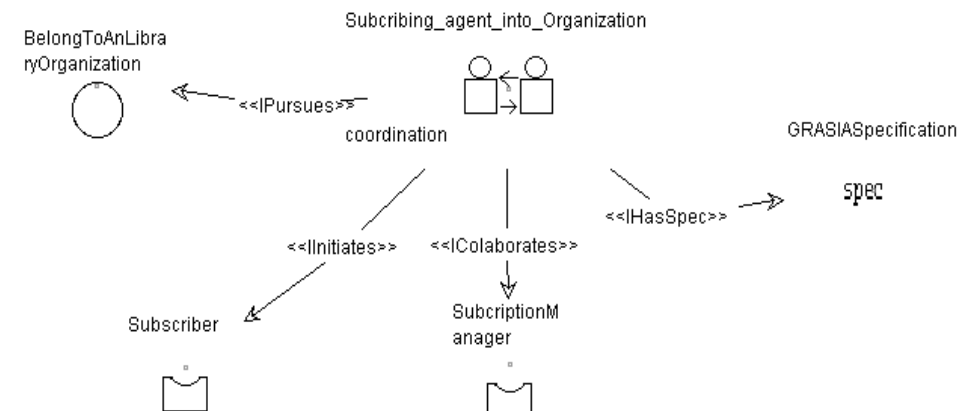 Subcribing_agent_into_Organization
BelongToAnLibra
ryOrganization
<<IPursues>>
coordination
GRASIASpecification
spec
<<IHasSpec>>
<<IInitiates>>
<<IColaborates>>
Subscriber
SubcriptionM
anager